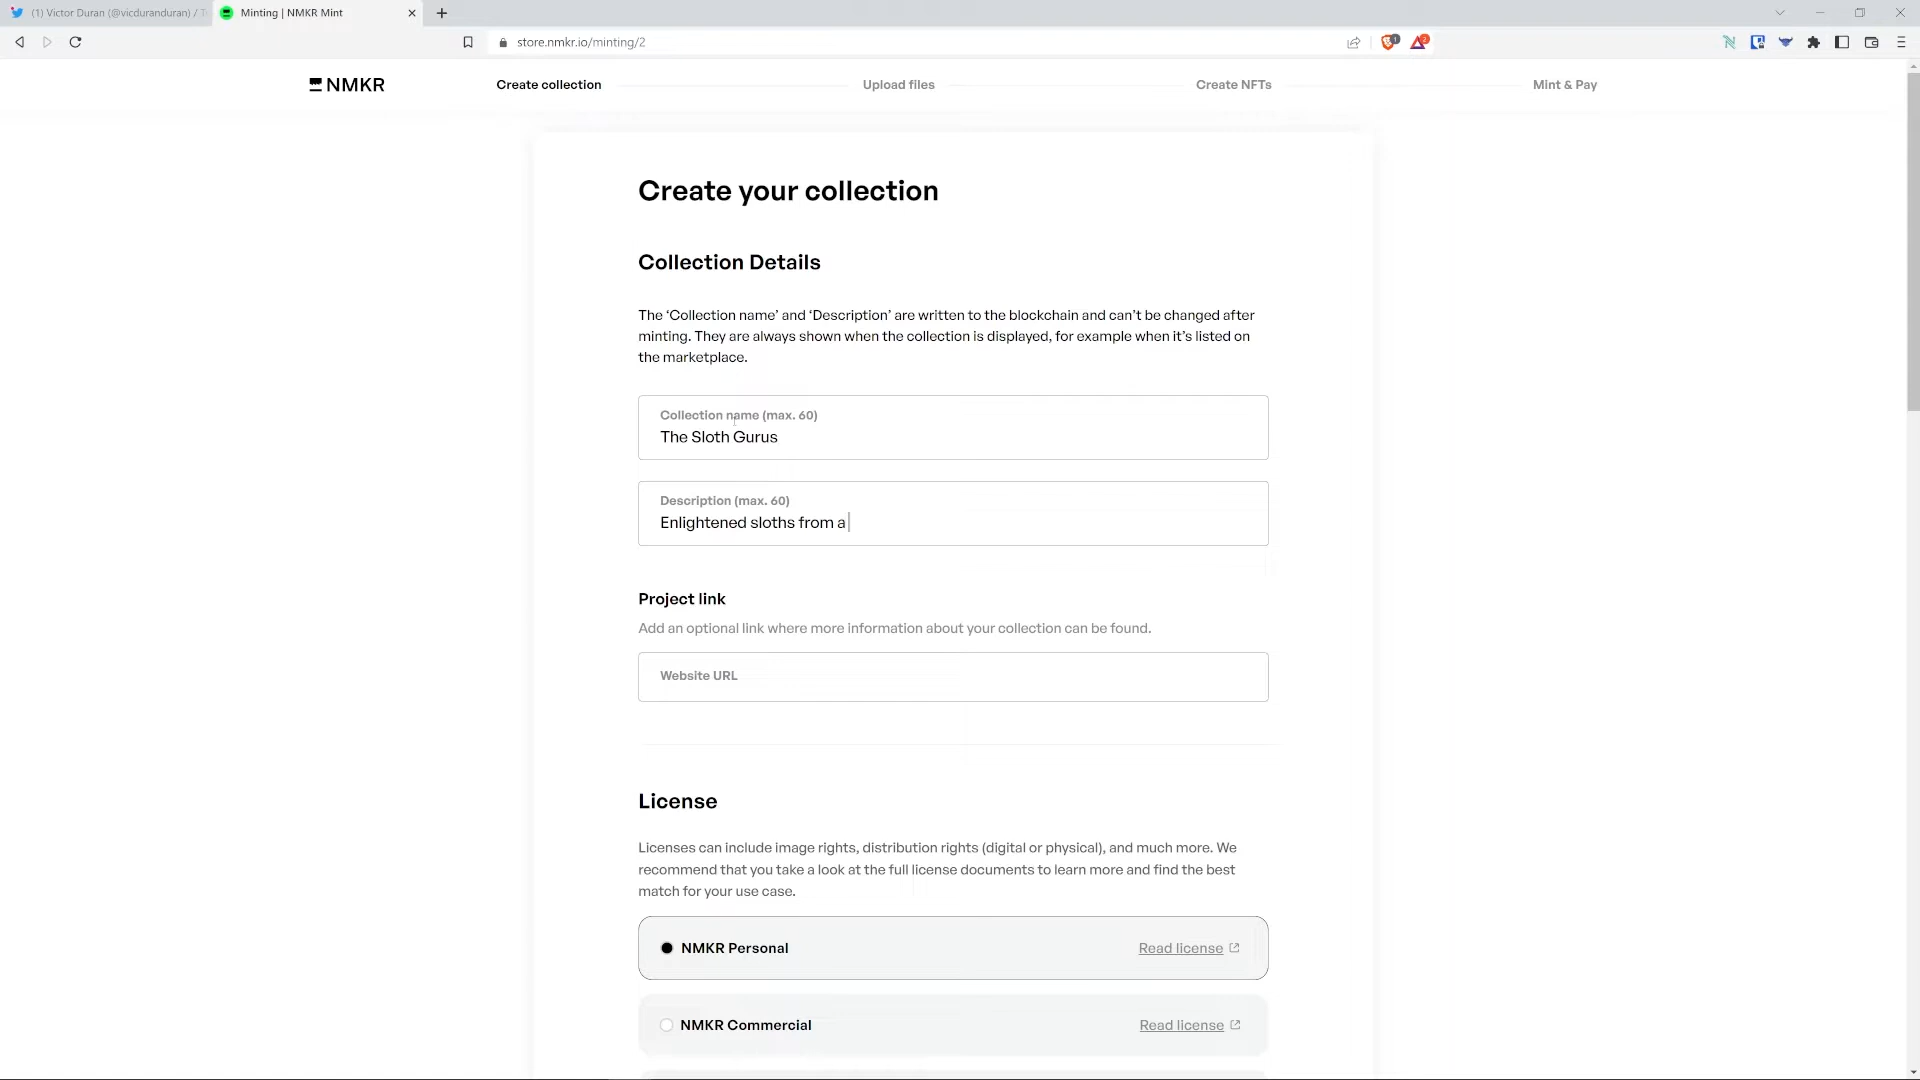 (1) Victor Duran (@vicduranduran) / T
Minting | NMKR Mint
store.nmkr.io/minting/2
1
2
NMKR
Create collection
Upload files
Create NFTs
Mint & Pay
Create your collection
Collection Details
The ‘Collection name’ and ‘Description’ are written to the blockchain and can’t be changed after
minting. They are always shown when the collection is displayed, for example when it’s listed on
the marketplace.
Collection name (max. 60)
The Sloth Gurus
Description (max. 60)
Enlightened sloths from a
Project link
Add an optional link where more information about your collection can be found.
Website URL
License
Licenses can include image rights, distribution rights (digital or physical), and much more. We
recommend that you take a look at the full license documents to learn more and find the best
match for your use case.
NMKR Personal
Read license
NMKR Commercial
Read license